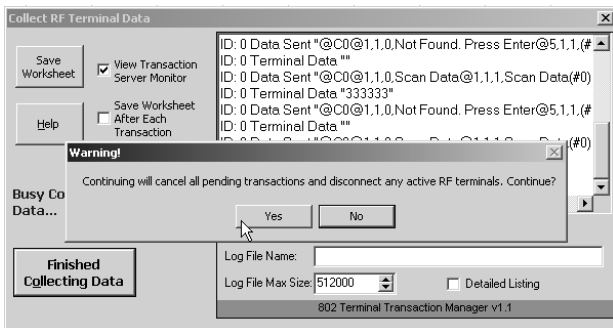 Collect RF Terminal Data
Save
Worksheet
View Transaction
Server Monitor
Save Worksheet
After Each
Transaction
Help
ID: 0 Data Sent "@C0@1,1,0,Not Found. Press Enter@5,1,1,(#
ID: 0 Terminal Data ""
ID: 0 Data Sent "@C0@1,1,0,Scan Data@1,1,1,Scan Data(#0)
ID: 0 Terminal Data "333333"
ID: 0 Data Sent "@C0@1,1,0,Not Found. Press Enter@5,1,1,(#
ID: 0 Terminal Data ""
Warning!
Continuing will cancel all pending transactions and disconnect any active RF terminals. Continue?
Yes
No
Busy Co
Data...
Finished
Collecting Data
Log File Name:
Log File Max Size: 512000
Detailed Listing
802 Terminal Transaction Manager v1.1